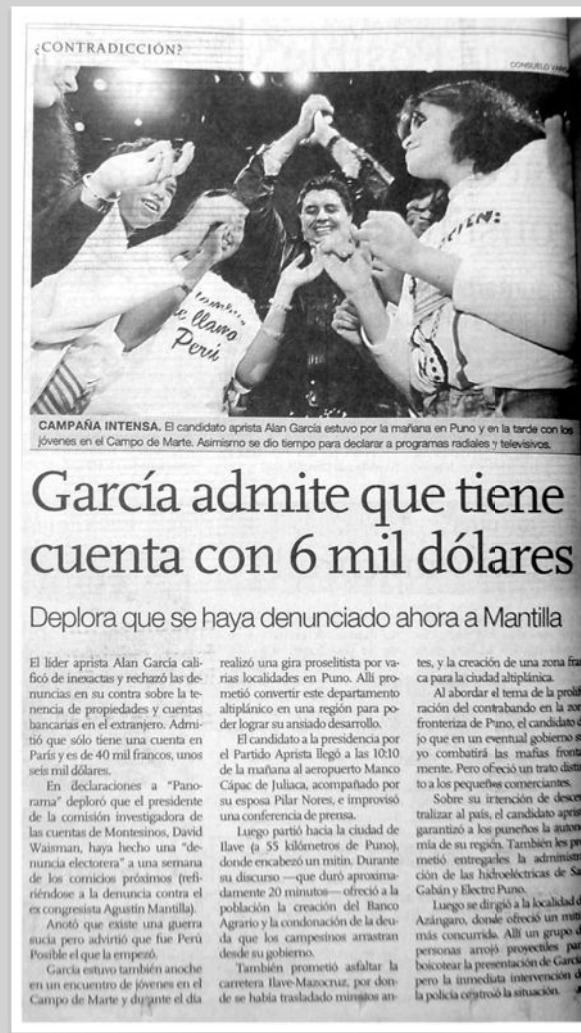 ¿CONTRADICCIÓN?
CONSUELO VARG
también
e llamo
Perú
CIEN:
CAMPAÑA INTENSA. El candidato aprista Alan García estuvo por la mañana en Puno y en la tarde con los
jóvenes en el Campo de Marte. Asimismo se dio tiempo para declarar a programas radiales y televisivos.
García admite que tiene
cuenta con 6 mil dólares
Deplora que se haya denunciado ahora a Mantilla
El líder aprista Alan García cali-
ficó de inexactas y rechazó las de-
nuncias en su contra sobre la te-
nencia de propiedades y cuentas
bancarias en el extranjero. Admi-
tió que sólo tiene una cuenta en
París y es de 40 mil francos, unos
seis mil dólares.
En declaraciones a "Pano-
rama" deploró que el presidente
de la comisión investigadora de
las cuentas de Montesinos, David
Waisman, haya hecho una "de-
nuncia electorera" a una semana
de los comicios próximos (refi-
riéndose a la denuncia contra el
ex congresista Agustín Mantilla).
Anotó que existe una guerra
sucia pero advirtió que fue Perú
Posible el que la empezó.
García estuvo también anoche
en un encuentro de jóvenes en el
Campo de Marte y durante el día
realizó una gira proselitista por va-
rias localidades en Puno. Allí pro-
metió convertir este departamento
altiplánico en una región para po-
der lograr su ansiado desarrollo.
El candidato a la presidencia por
el Partido Aprista llegó a las 10:10
de la mañana al aeropuerto Manco
Cápac de Juliaca, acompañado por
su esposa Pilar Nores, e improvisó
una conferencia de prensa.
Luego partió hacia la ciudad de
Ilave (a 55 kilómetros de Puno),
donde encabezó un mitin. Durante
su discurso —que duró aproxima-
damente 20 minutos— ofreció a la
población la creación del Banco
Agrario y la condonación de la deu-
da que los campesinos arrastran
desde su gobierno.
También prometió asfaltar la
carretera Ilave-Mazocruz, por don-
de se había trasladado minutos an-
tes, y la creación de una zona fran
ca para la ciudad altiplánica.
Al abordar el tema de la prolif
ración del contrabando en la zon
fronteriza de Puno, el candidato d
jo que en un eventual gobierno s
yo combatirá las mafias fronta
mente. Pero ofreció un trato distin
to a los pequeños comerciantes.
Sobre su intención de descen
tralizar al país, el candidato apris
garantizó a los puneños la autono
mía de su región. También les pro
metió entregarles la administr
ción de las hidroeléctricas de Sa
Gabán y Electro Puno.
Luego se dirigió a la localidad d
Azángaro, donde ofreció un miti
más concurrido. Allí un grupo d
personas arrojó proyectiles par
boicotear la presentación de Garcí
pero la inmediata intervención d
la policía controló la situación.